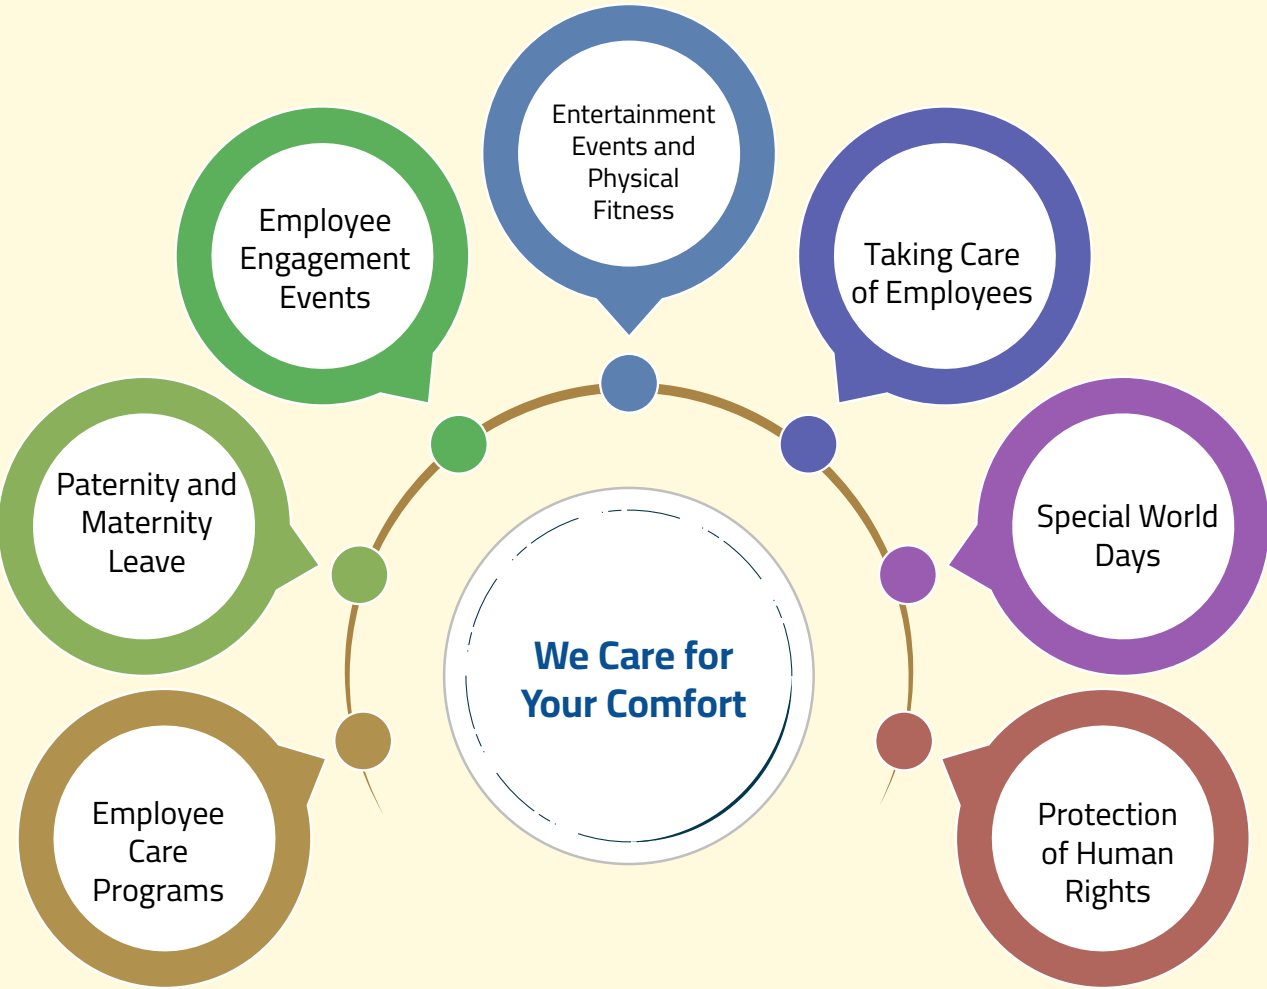 Entertainment
Events and
Physical
Fitness
Employee
Engagement
Events
Taking Care
of Employees
Paternity and
Maternity
Leave
Special World
Days
We Care for
Your Comfort
Employee
Care
Programs
Protection
of Human
Rights